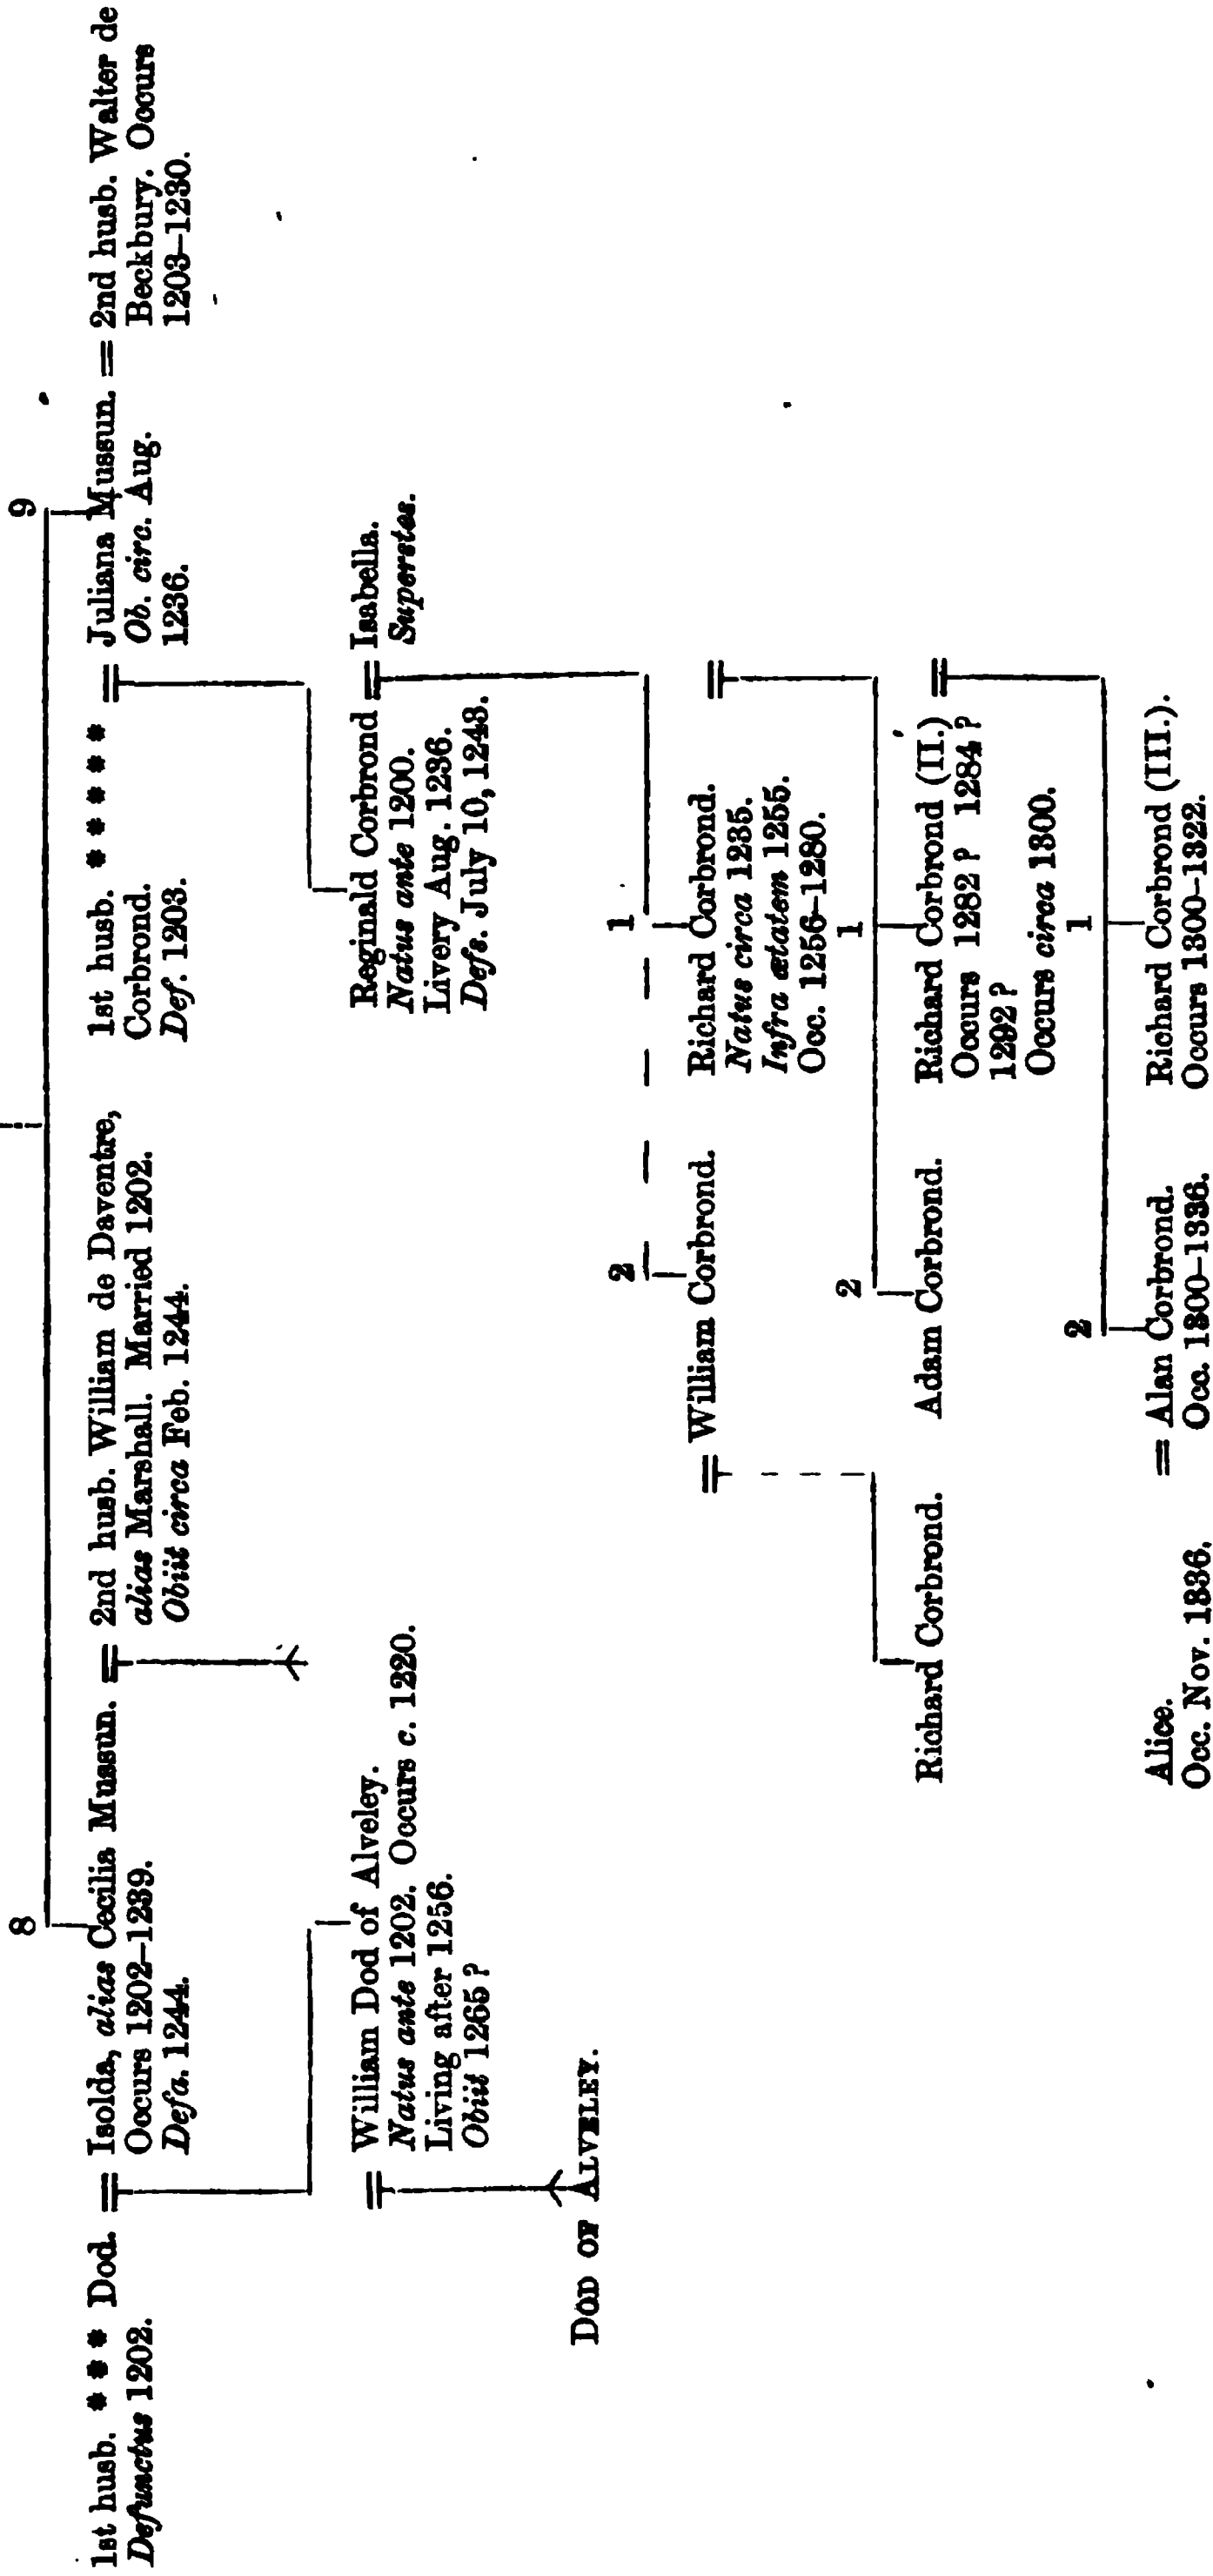 8
9
1st husb. * * * Dod.
Defunctus 1202.
Isolda, alias Cecilia Mussun.
Occurs 1202–1239.
Defa. 1244.
2nd husb. William de Daventre,
alias Marshall. Married 1202.
Obiit circa Feb. 1244.
1st husb. * * * * *
Corbrond.
Def. 1203.
Juliana Mussun.
Ob. circ. Aug.
1236.
2nd husb. Walter de
Beckbury. Occurs
1203–1230.
William Dod of Alveley.
Natus ante 1202. Occurs c. 1220.
Living after 1256.
Obiit 1265?
Reginald Corbrond
Natus ante 1200.
Livery Aug. 1236.
Defs. July 10, 1248.
Isabella.
Superstes.
DOD OF ALVELEY.
2
1
William Corbrond.
Richard Corbrond.
Natus circa 1235.
Infra ætatem 1255.
Occ. 1256–1280.
2
1
Richard Corbrond.
Adam Corbrond.
Richard Corbrond (II.)
Occurs 1282? 1284?
1292?
Occurs circa 1300.
2
1
Alice.
Occ. Nov. 1336.
= Alan Corbrond.
Occ. 1300–1336.
Richard Corbrond (III.).
Occurs 1300–1322.